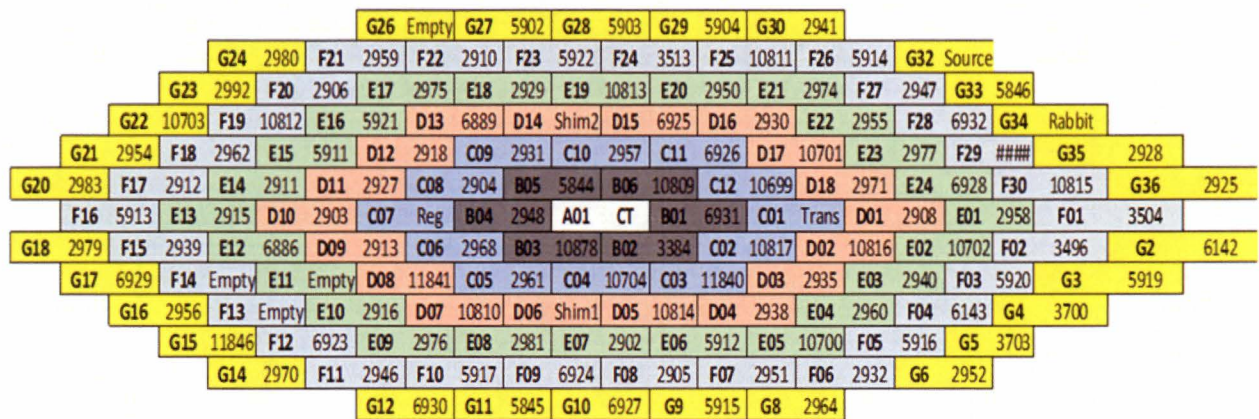 G26 Empty G27 5902 G28 5903 G29 5904 G30 2941
G24 2980 F21 2959 F22 2910 F23 5922 F24 3513 F25 10811 F26 5914 G32 Source
G23 2992 F20 2906 E17 2975 E18 2929 E19 10813 E20 2950 E21 2974 F27 2947 G33 5846
G22 10703 F19 10812 E16 5921 D13 6889 D14 Shim2 D15 6925 D16 2930 E22 2955 F28 6932 G34 Rabbit
G21 2954 F18 2962 E15 5911 D12 2918 C09 2931 C10 2957 C11 6926 D17 10701 E23 2977 F29 #### G35 2928
G20 2983 F17 2912 E14 2911 D11 2927 C08 2904 B05 5844 B06 10809 C12 10699 D18 2971 E24 6928 F30 10815 G36 2925
F16 5913 E13 2915 D10 2903 C07 Reg B04 2948 A01 CT B01 6931 C01 Trans D01 2908 E01 2958 F01 3504
G18 2979 F15 2939 E12 6886 D09 2913 C06 2968 B03 10878 B02 3384 C02 10817 D02 10816 E02 10702 F02 3496 G2 6142
G17 6929 F14 Empty E11 Empty D08 11841 C05 2961 C04 10704 C03 11840 D03 2935 E03 2940 F03 5920 G3 5919
G16 2956 F13 Empty E10 2916 D07 10810 D06 Shim1 D05 10814 D04 2938 E04 2960 F04 6143 G4 3700
G15 11846 F12 6923 E09 2976 E08 2981 E07 2902 E06 5912 E05 10700 F05 5916 G5 3703
G14 2970 F11 2946 F10 5917 F09 6924 F08 2905 F07 2951 F06 2932 G6 2952
G12 6930 G11 5845 G10 6927 G9 5915 G8 2964